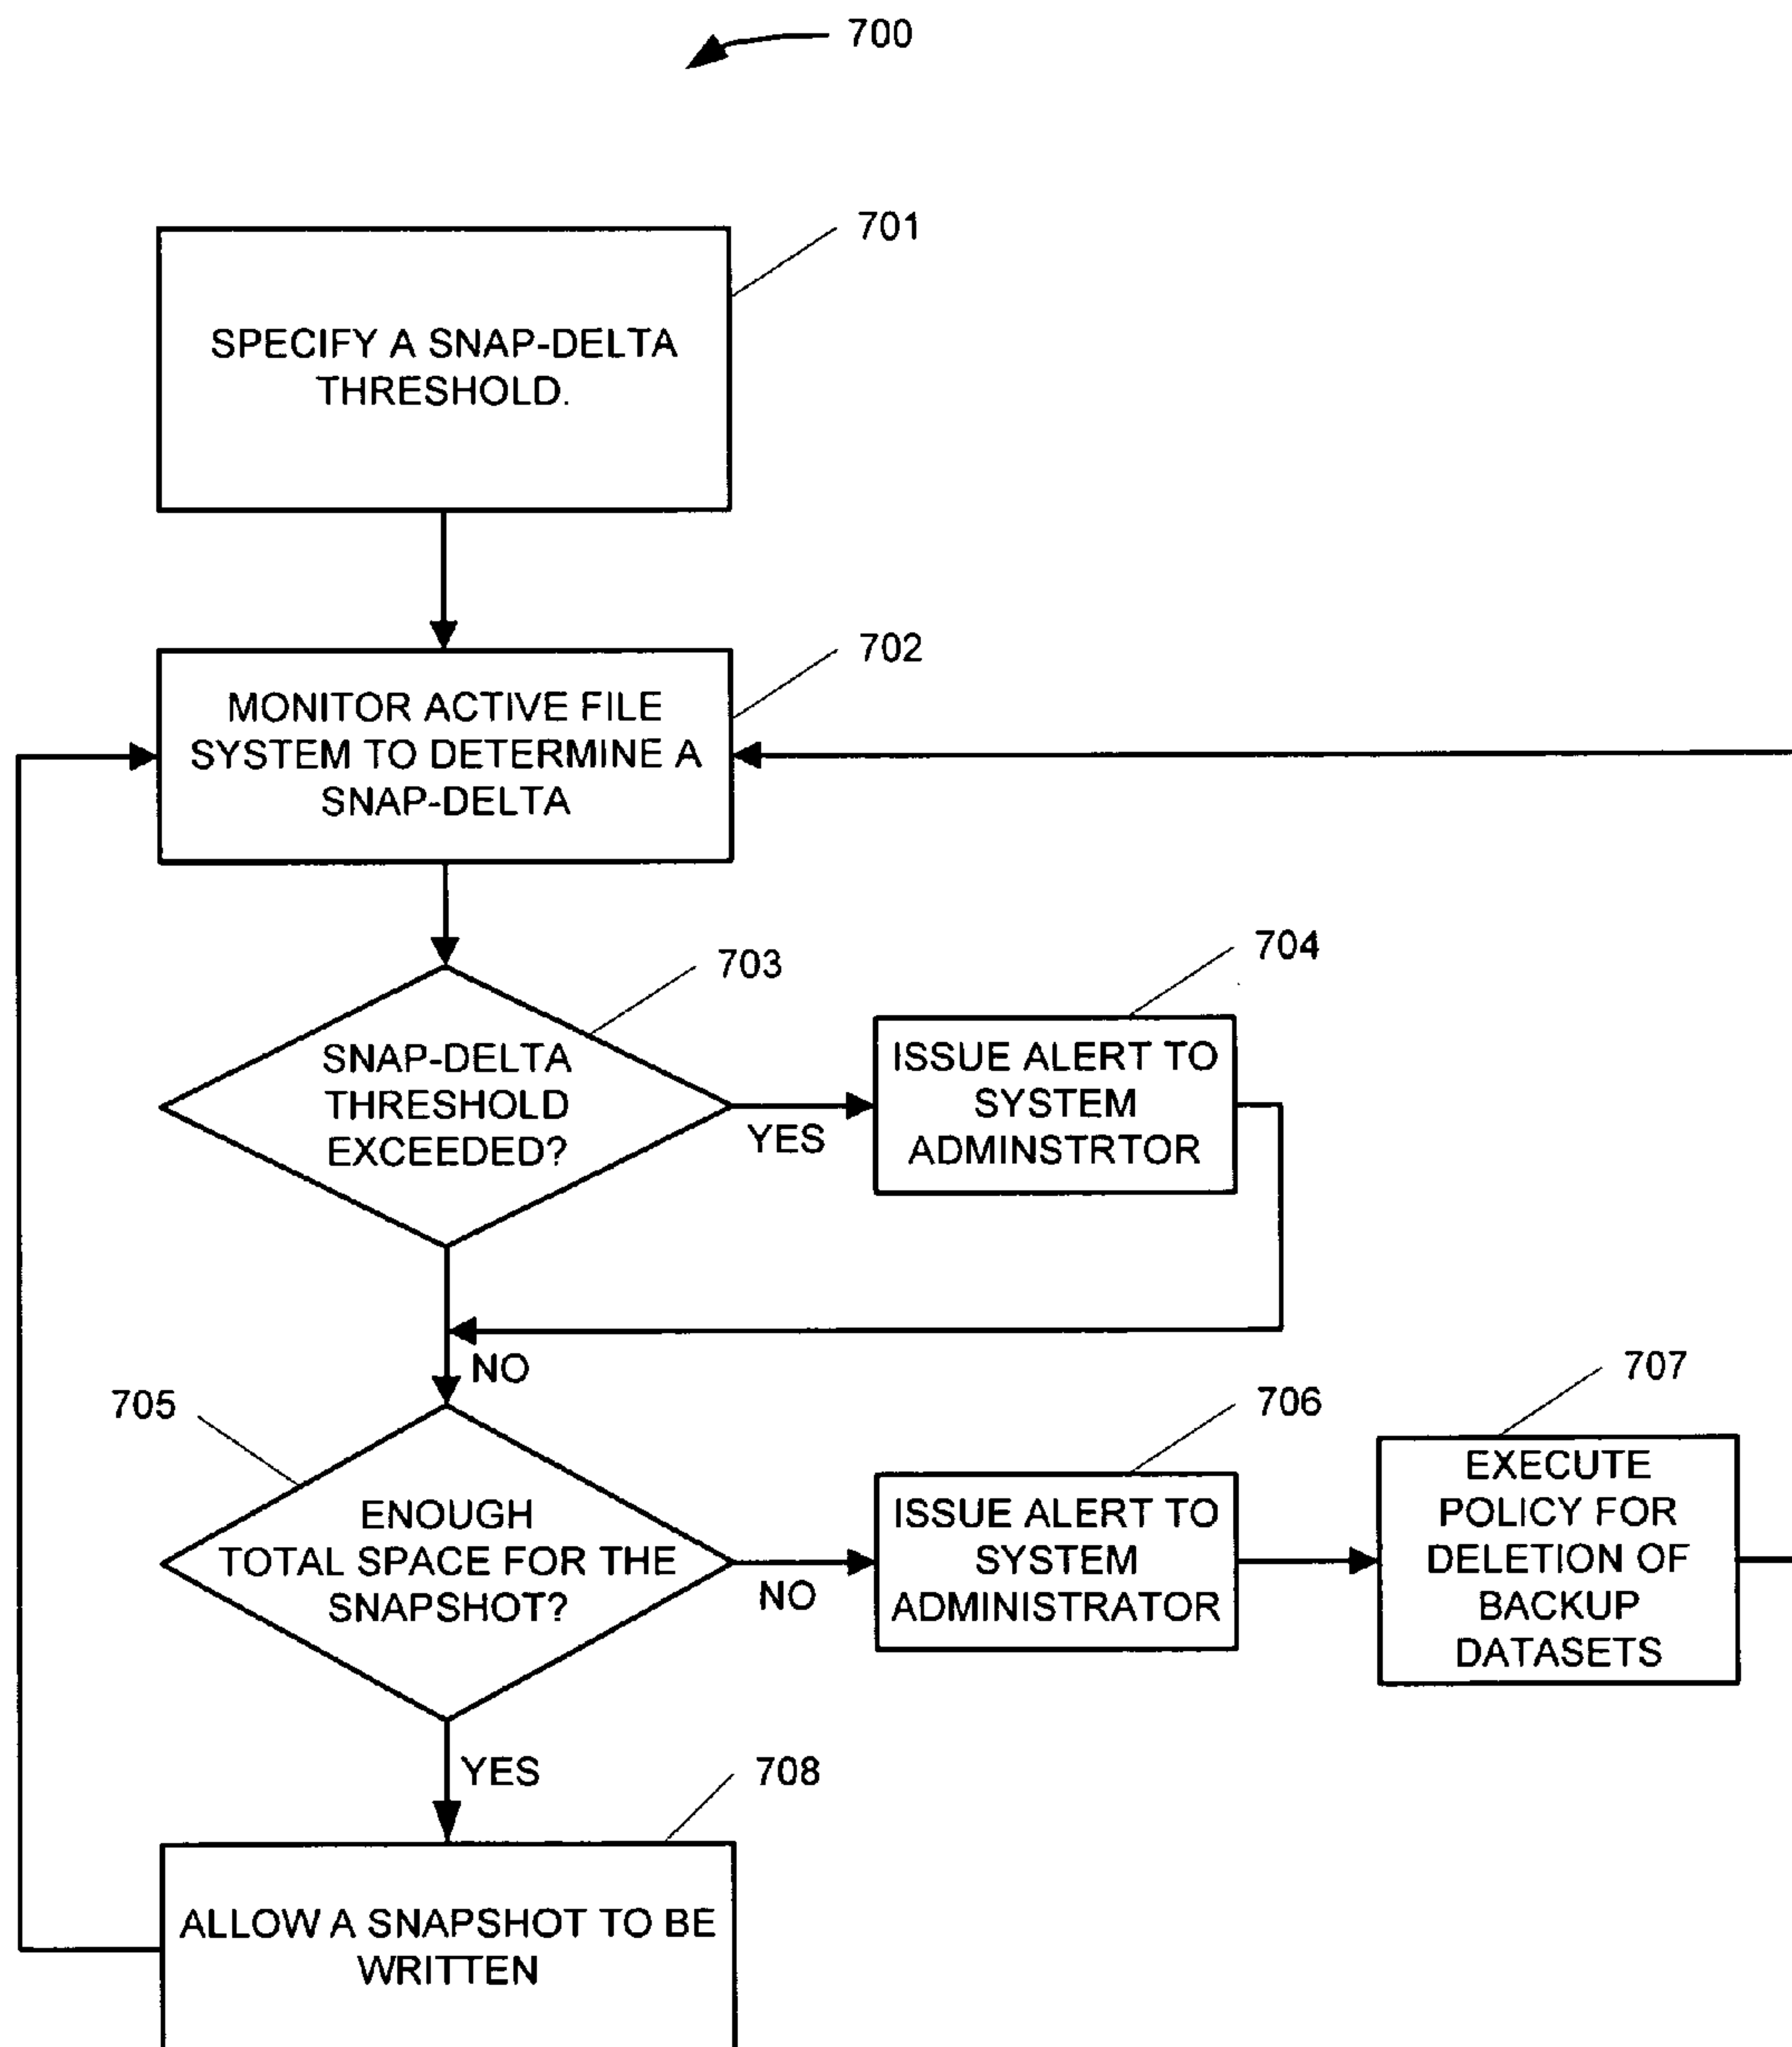 700
701
SPECIFY A SNAP-DELTA
THRESHOLD.
702
MONITOR ACTIVE FILE
SYSTEM TO DETERMINE A
SNAP-DELTA
703
SNAP-DELTA
THRESHOLD
EXCEEDED?
YES
704
ISSUE ALERT TO
SYSTEM
ADMINSTRTOR
NO
705
ENOUGH
TOTAL SPACE FOR THE
SNAPSHOT?
NO
706
ISSUE ALERT TO
SYSTEM
ADMINISTRATOR
707
EXECUTE
POLICY FOR
DELETION OF
BACKUP
DATASETS
YES
708
ALLOW A SNAPSHOT TO BE
WRITTEN